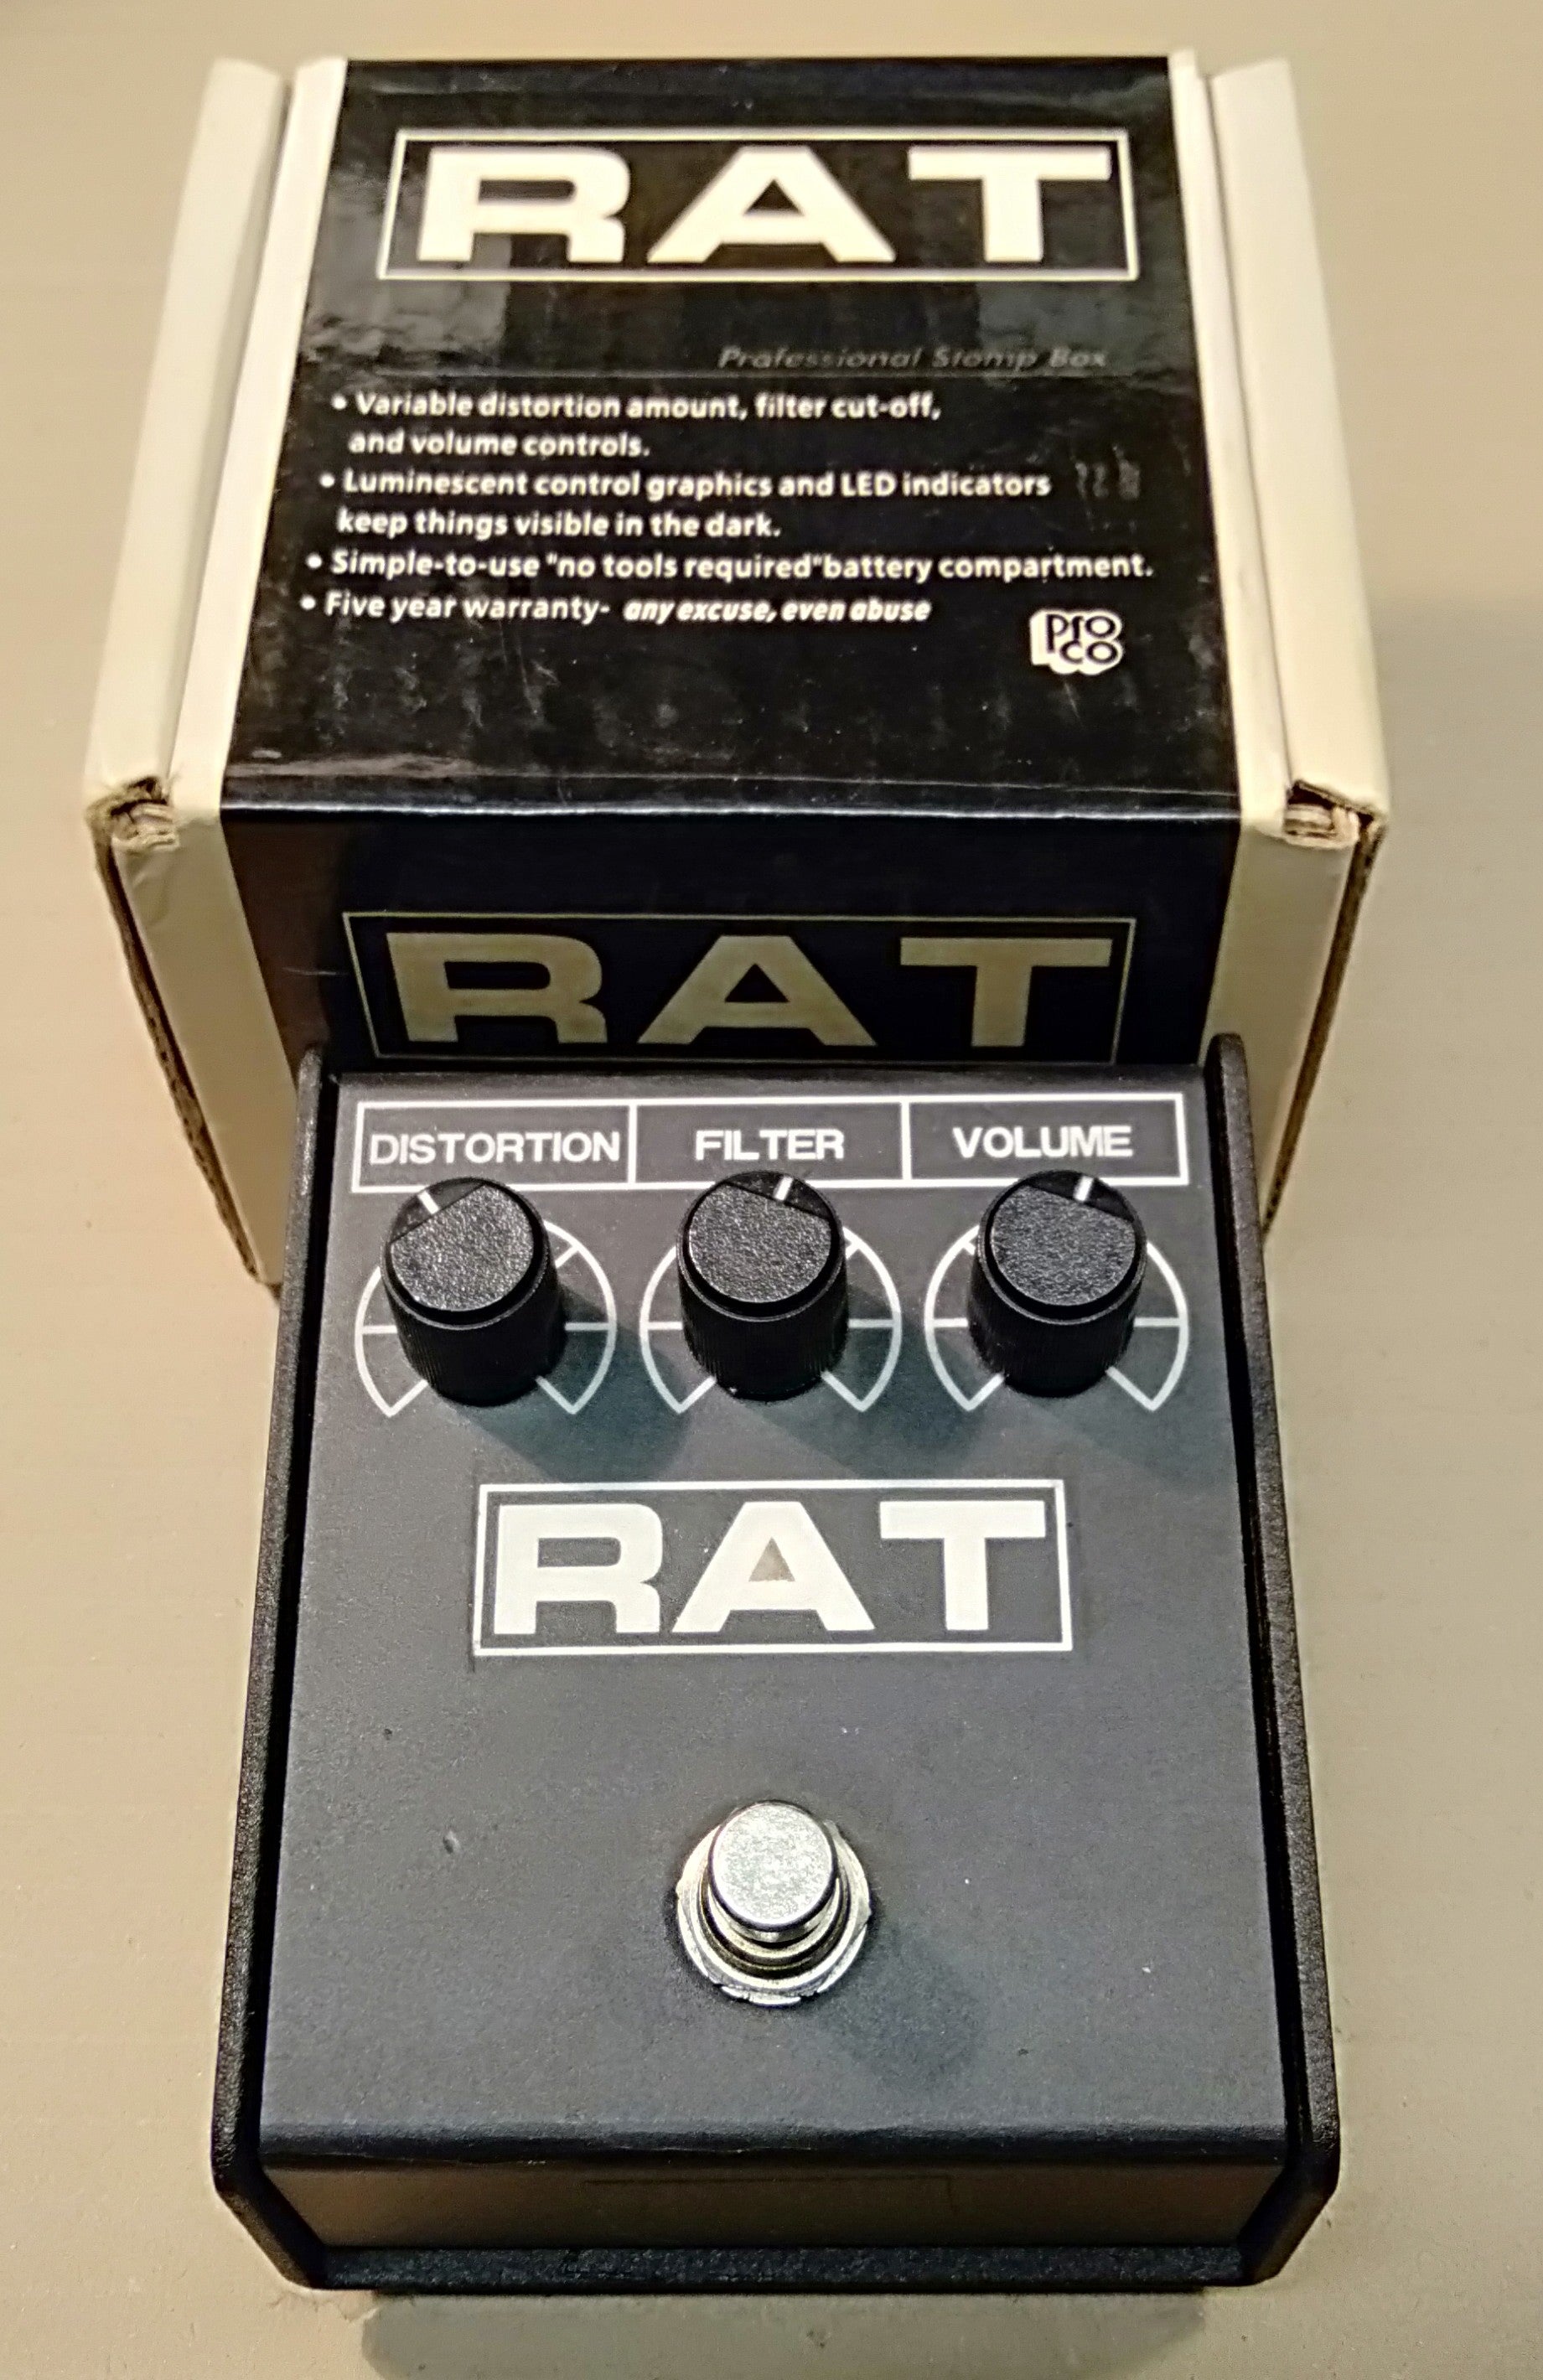 RAT
Professional Stomp Box
• Variable distortion amount, filter cut-off,
and volume controls.
• Luminescent control graphics and LED indicators
keep things visible in the dark.
• Simple-to-use "no tools required" battery compartment.
• Five year warranty- any excuse, even abuse
pro
co
RAT
DISTORTION FILTER VOLUME
RAT